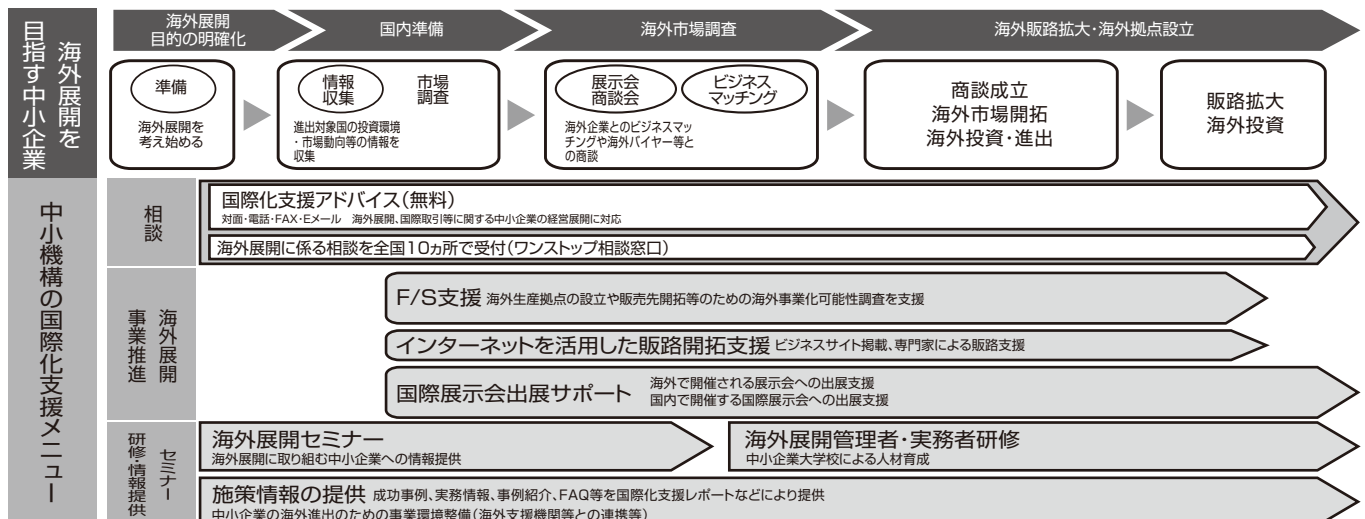 海外展開を
目指す中小企業
海外展開
目的の明確化
国内準備
海外市場調査
海外販路拡大・海外拠点設立
準備
海外展開を
考え始める
情報
収集
市場
調査
進出対象国の投資環境
・市場動向等の情報を
収集
展示会
商談会
ビジネス
マッチング
海外企業とのビジネスマッ
チングや海外バイヤー等と
の商談
商談成立
海外市場開拓
海外投資・進出
販路拡大
海外投資
中小機構の国際化支援メニュー
相談
国際化支援アドバイス(無料)
対面・電話・FAX・Eメール 海外展開、国際取引等に関する中小企業の経営展開に対応
海外展開に係る相談を全国10ヵ所で受付(ワンストップ相談窓口)
海外展開
事業推進
F/S支援 海外生産拠点の設立や販売先開拓等のための海外事業化可能性調査を支援
インターネットを活用した販路開拓支援 ビジネスサイト掲載、専門家による販路支援
国際展示会出展サポート
海外で開催される展示会への出展支援
国内で開催する国際展示会への出展支援
セミナー
研修・情報提供
海外展開セミナー
海外展開に取り組む中小企業への情報提供
海外展開管理者・実務者研修
中小企業大学校による人材育成
施策情報の提供 成功事例、実務情報、事例紹介、FAQ等を国際化支援レポートなどにより提供
中小企業の海外進出のための事業環境整備(海外支援機関等との連携等)